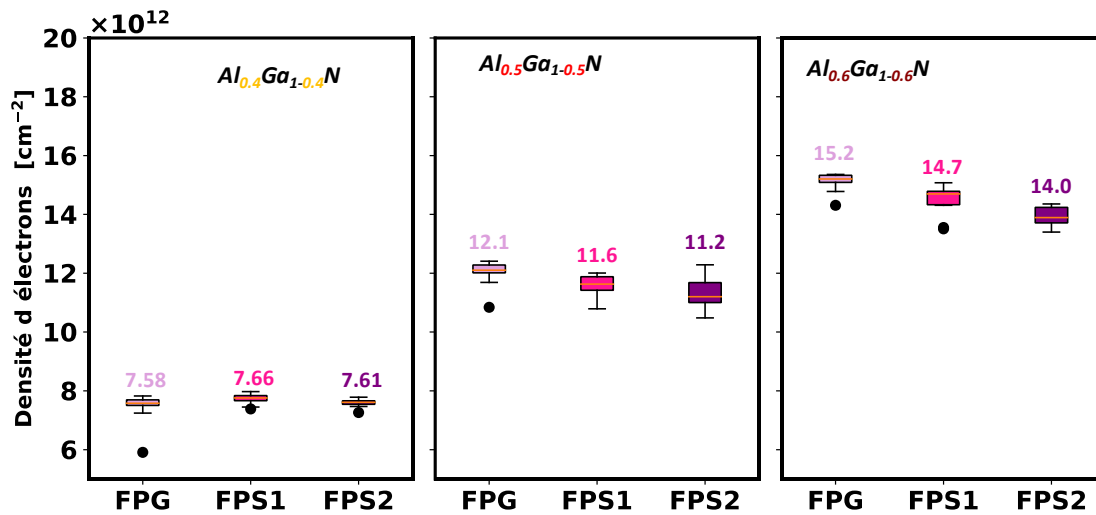 ×10¹²
Densité d électrons [cm⁻²]
20
18
16
14
12
10
8
6
Al₀.₄Ga₁₋₀.₄N
7.58
7.66
7.61
FPG
FPS1
FPS2
Al₀.₅Ga₁₋₀.₅N
12.1
11.6
11.2
FPG
FPS1
FPS2
Al₀.₆Ga₁₋₀.₆N
15.2
14.7
14.0
FPG
FPS1
FPS2